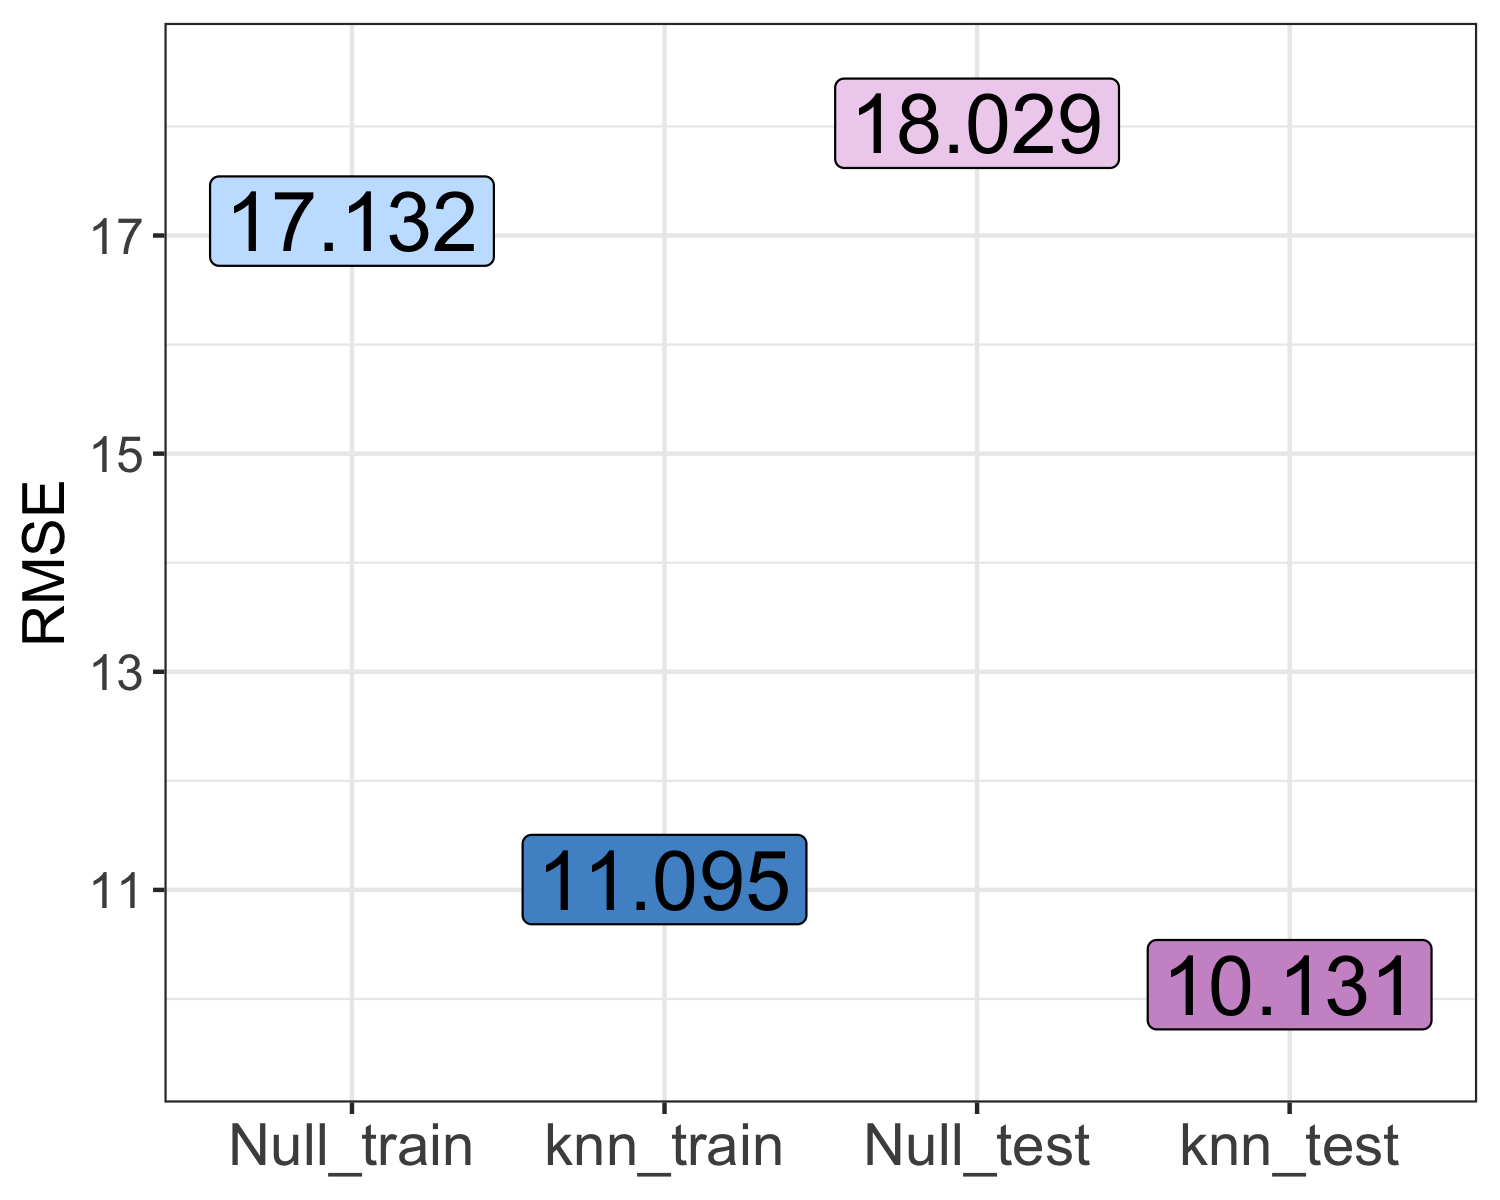 18.029
17.132
17
15
RMSE
13
11.095
11
10.131
Null_train
knn_train
Null_test
knn_test